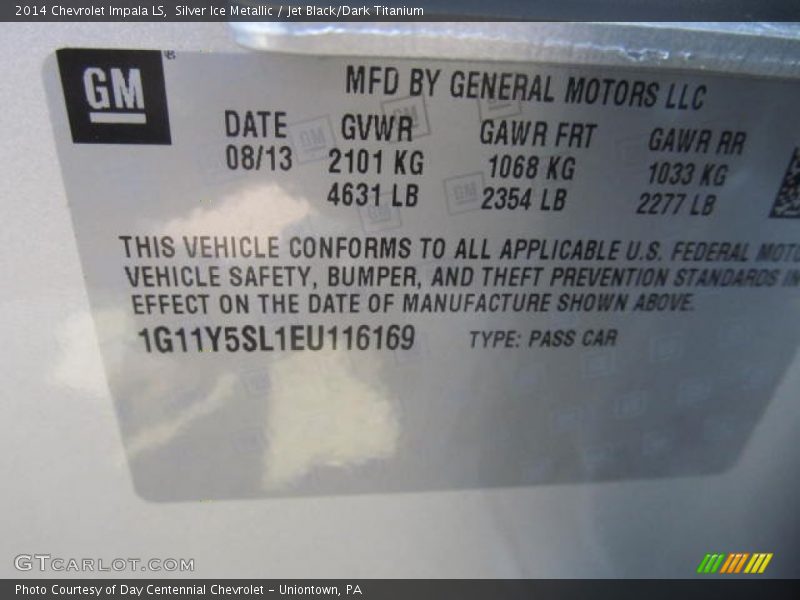 2014 Chevrolet Impala LS, Silver Ice Metallic / Jet Black/Dark Titanium
GM ®
MFD BY GENERAL MOTORS LLC
DATE GVWR GAWR FRT GAWR RR
08/13 2101 KG 1068 KG 1033 KG
4631 LB 2354 LB 2277 LB
THIS VEHICLE CONFORMS TO ALL APPLICABLE U.S. FEDERAL MOTO
VEHICLE SAFETY, BUMPER, AND THEFT PREVENTION STANDARDS IN
EFFECT ON THE DATE OF MANUFACTURE SHOWN ABOVE.
1G11Y5SL1EU116169 TYPE: PASS CAR
GTCARLOT.COM
Photo Courtesy of Day Centennial Chevrolet - Uniontown, PA